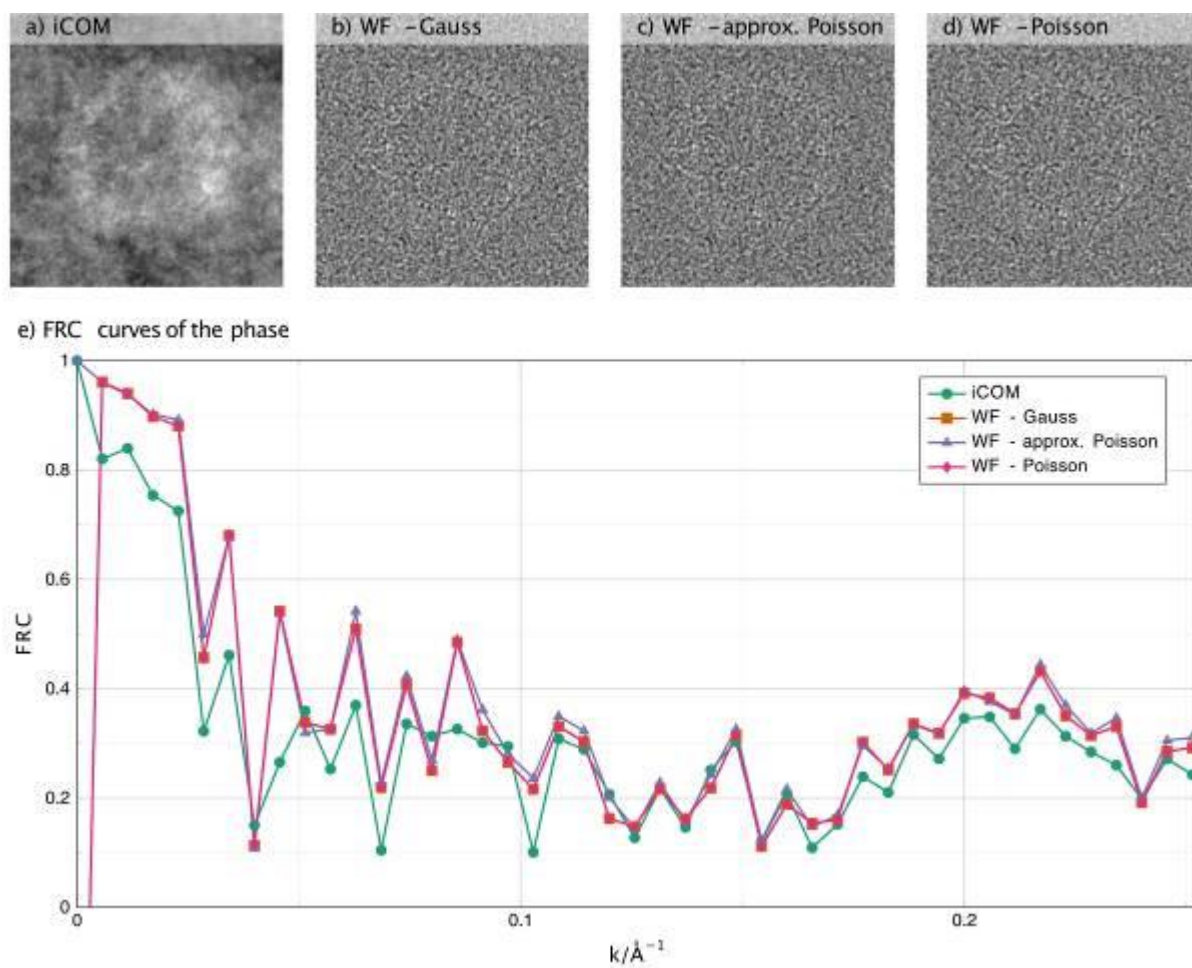 a) iCOM
b) WF -Gauss
c) WF -approx. Poisson
d) WF -Poisson
e) FRC curves of the phase
1
0.8
0.6
0.4
0.2
0
FRC
iCOM
WF - Gauss
WF - approx. Poisson
WF - Poisson
0
0.1
0.2
k/Å⁻¹